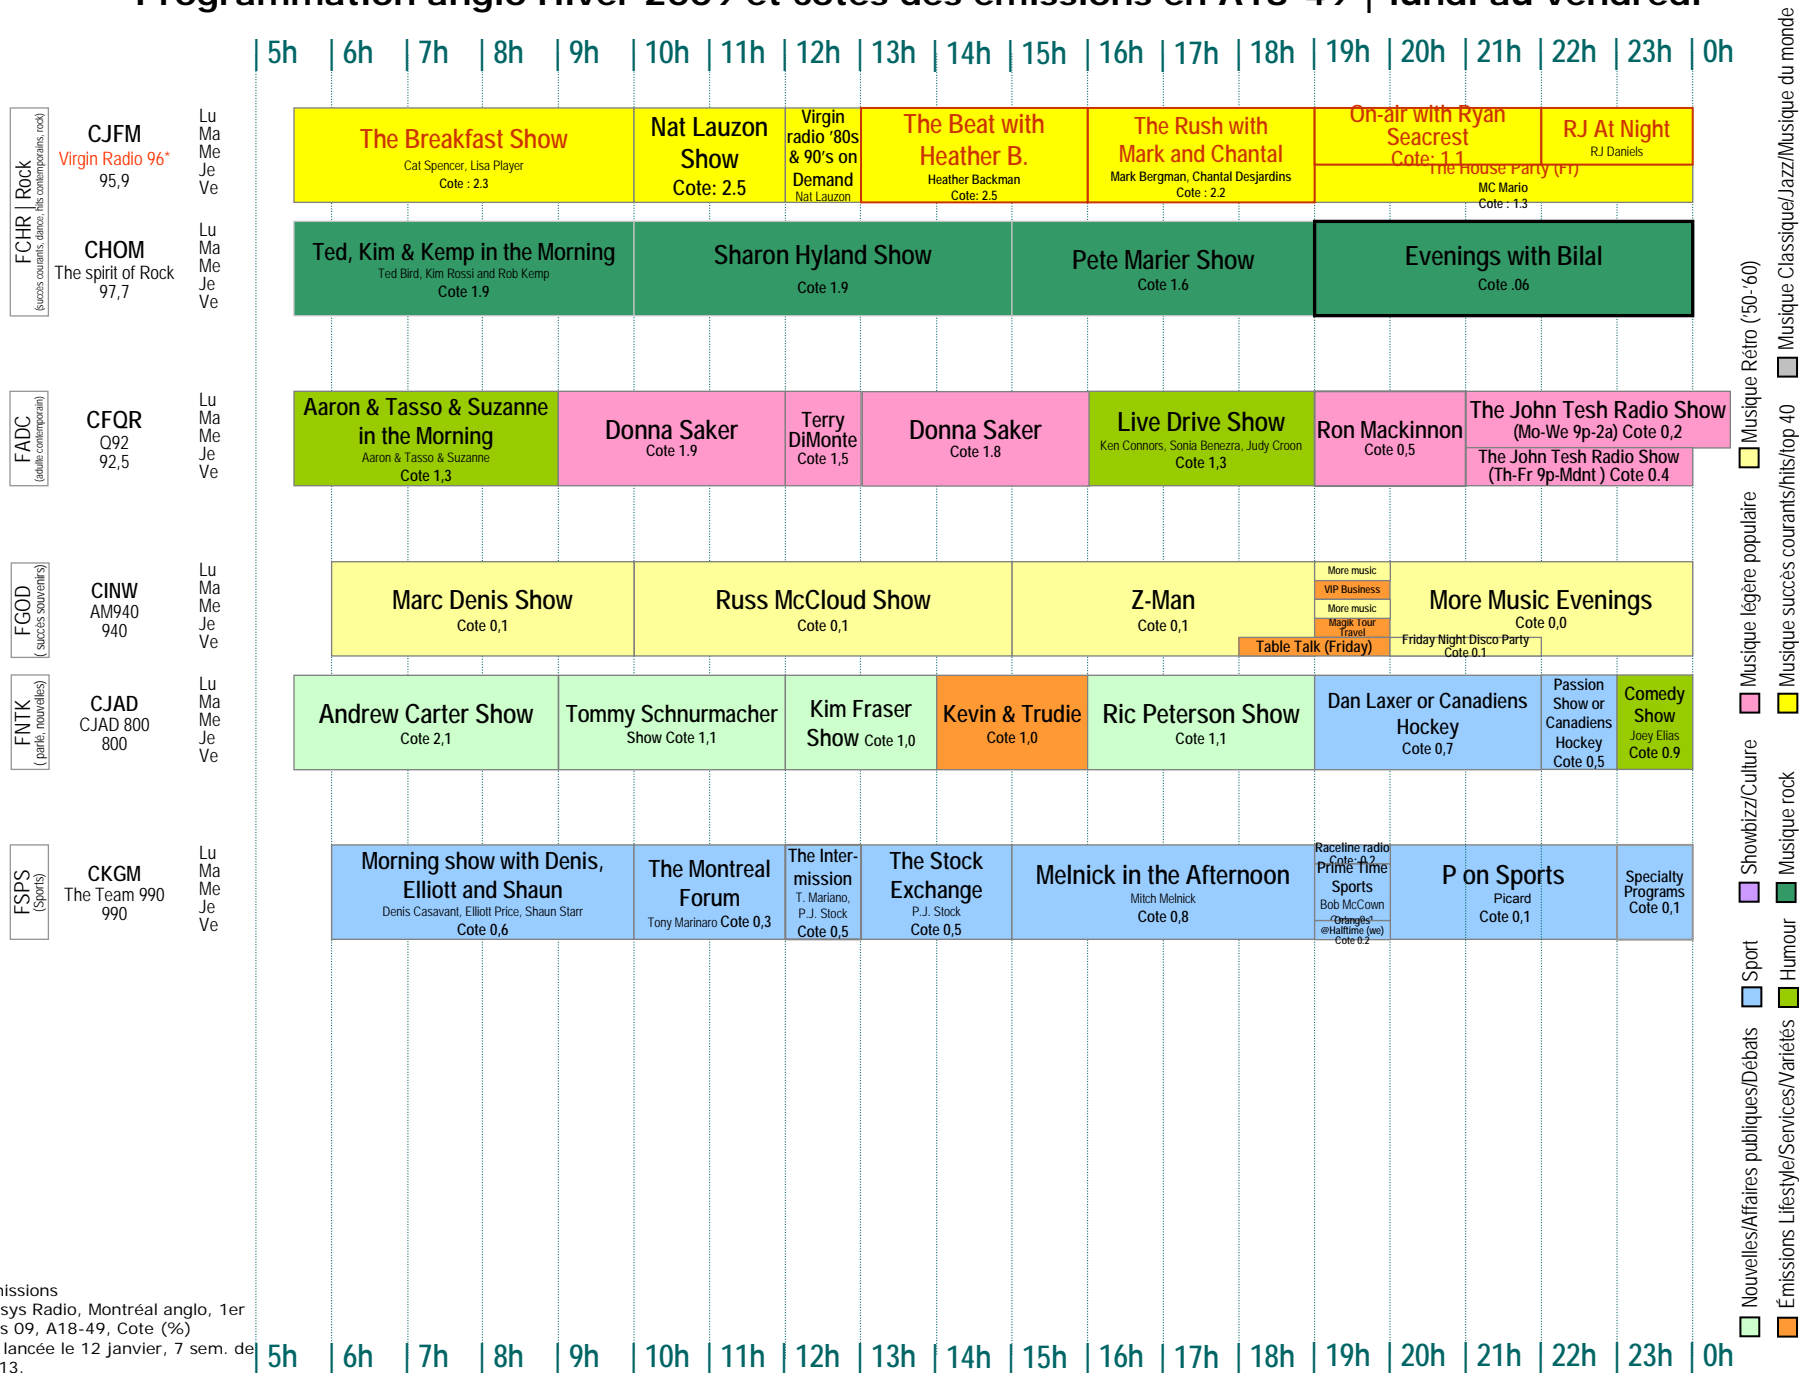 Programmation anglo Hiver 2009 et cotes des émissions en A18-49 | lundi au vendredi
5h 6h 7h 8h 9h 10h 11h 12h 13h 14h 15h 16h 17h 18h 19h 20h 21h 22h 23h 0h
FCHR | Rock
(succès courants, dance, hits contemporains, rock)
CJFM
Virgin Radio 96*
95,9
Lu
Ma
Me
Je
Ve
The Breakfast Show
Cat Spencer, Lisa Player
Cote : 2.3
Nat Lauzon
Show
Cote: 2.5
Virgin
radio '80s
& 90's on
Demand
Nat Lauzon
The Beat with
Heather B.
Heather Backman
Cote: 2.5
The Rush with
Mark and Chantal
Mark Bergman, Chantal Desjardins
Cote : 2.2
On-air with Ryan
Seacrest
Cote: 1.1
RJ At Night
RJ Daniels
The House Party (Fr)
MC Mario
Cote : 1.3
CHOM
The spirit of Rock
97,7
Lu
Ma
Me
Je
Ve
Ted, Kim & Kemp in the Morning
Ted Bird, Kim Rossi and Rob Kemp
Cote 1.9
Sharon Hyland Show
Cote 1.9
Pete Marier Show
Cote 1.6
Evenings with Bilal
Cote .06
FADC
(adulte contemporain)
CFQR
Q92
92,5
Lu
Ma
Me
Je
Ve
Aaron & Tasso & Suzanne
in the Morning
Aaron & Tasso & Suzanne
Cote 1,3
Donna Saker
Cote 1.9
Terry
DiMonte
Cote 1,5
Donna Saker
Cote 1.8
Live Drive Show
Ken Connors, Sonia Benezra, Judy Croon
Cote 1,3
Ron Mackinnon
Cote 0,5
The John Tesh Radio Show
(Mo-We 9p-2a) Cote 0,2
The John Tesh Radio Show
(Th-Fr 9p-Mdnt ) Cote 0.4
FGOD
( succès souvenirs)
CINW
AM940
940
Lu
Ma
Me
Je
Ve
Marc Denis Show
Cote 0,1
Russ McCloud Show
Cote 0,1
Z-Man
Cote 0,1
More music
VIP Business
More music
Magik Tour
Travel
Table Talk (Friday)
More Music Evenings
Cote 0,0
Friday Night Disco Party
Cote 0.1
FNTK
( parlé, nouvelles)
CJAD
CJAD 800
800
Lu
Ma
Me
Je
Ve
Andrew Carter Show
Cote 2,1
Tommy Schnurmacher
Show Cote 1,1
Kim Fraser
Show Cote 1,0
Kevin & Trudie
Cote 1,0
Ric Peterson Show
Cote 1,1
Dan Laxer or Canadiens
Hockey
Cote 0,7
Passion
Show or
Canadiens
Hockey
Cote 0,5
Comedy
Show
Joey Elias
Cote 0.9
FSPS
(Sports)
CKGM
The Team 990
990
Lu
Ma
Me
Je
Ve
Morning show with Denis,
Elliott and Shaun
Denis Casavant, Elliott Price, Shaun Starr
Cote 0,6
The Montreal
Forum
Tony Marinaro Cote 0,3
The Inter-
mission
T. Mariano,
P.J. Stock
Cote 0,5
The Stock
Exchange
P.J. Stock
Cote 0,5
Melnick in the Afternoon
Mitch Melnick
Cote 0,8
Raceline radio
Cote: 0.2
Prime Time
Sports
Bob McCown
'Oranges'
@Halftime (we)
Cote 0.2
P on Sports
Picard
Cote 0,1
Specialty
Programs
Cote 0,1
Nouvelles/Affaires publiques/Débats
Sport
Showbizz/Culture
Musique légère populaire
Musique Rétro ('50-'60)
Émissions Lifestyle/Services/Variétés
Humour
Musique rock
Musique succès courants/hits/top 40
Musique Classique/Jazz/Musique du monde
missions
sys Radio, Montréal anglo, 1er
s 09, A18-49, Cote (%)
lancée le 12 janvier, 7 sem. de
13.
5h 6h 7h 8h 9h 10h 11h 12h 13h 14h 15h 16h 17h 18h 19h 20h 21h 22h 23h 0h